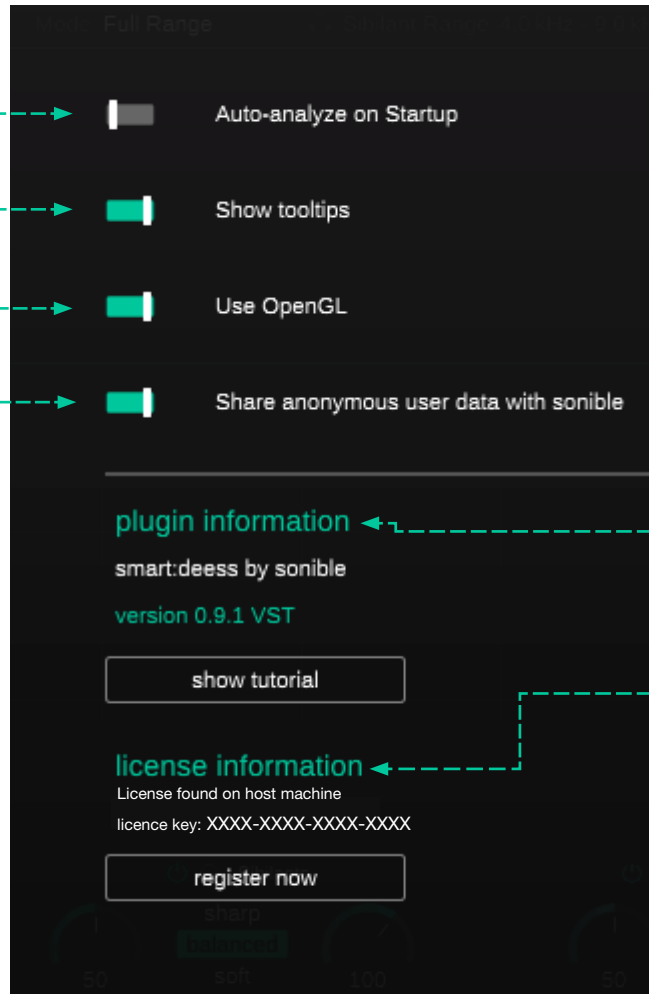 Mode Full Range
Auto-analyze on Startup
Show tooltips
Use OpenGL
Share anonymous user data with sonible
plugin information
smart:deess by sonible
version 0.9.1 VST
show tutorial
license information
License found on host machine
licence key: XXXX-XXXX-XXXX-XXXX
register now
sharp
balanced
50 soft 100 50